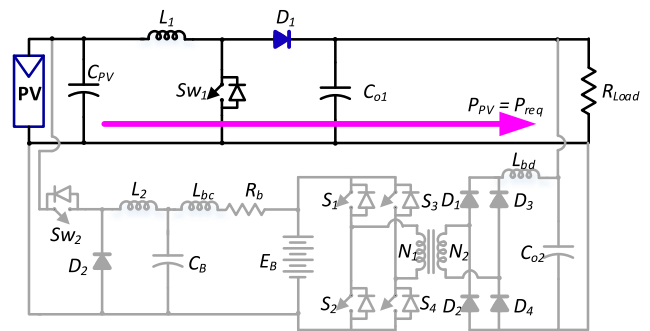 L1
D1
PV
CPV
Sw1
Co1
PPV = Preq
RLoad
Sw2
L2
Lbc
Rb
S1
S3
D1
D3
Lbd
D2
CB
EB
N1
N2
Co2
S2
S4
D2
D4